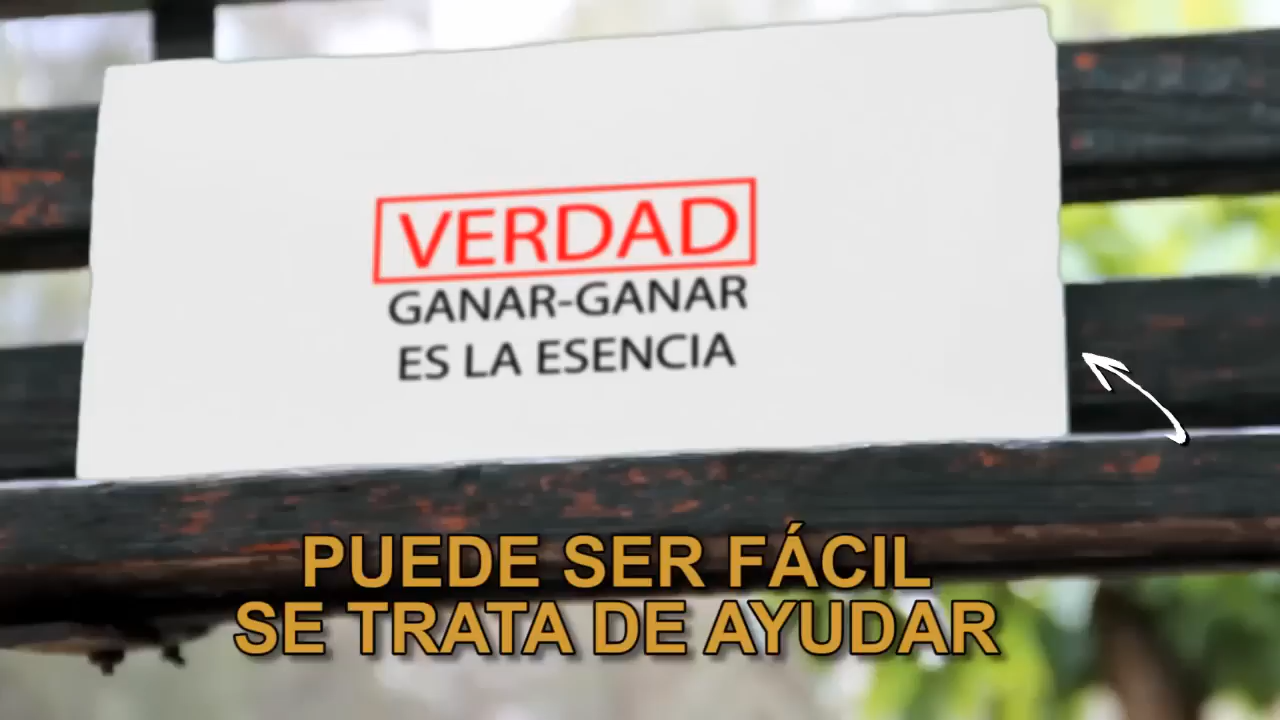 VERDAD
GANAR-GANAR
ES LA ESENCIA
PUEDE SER FÁCIL
SE TRATA DE AYUDAR